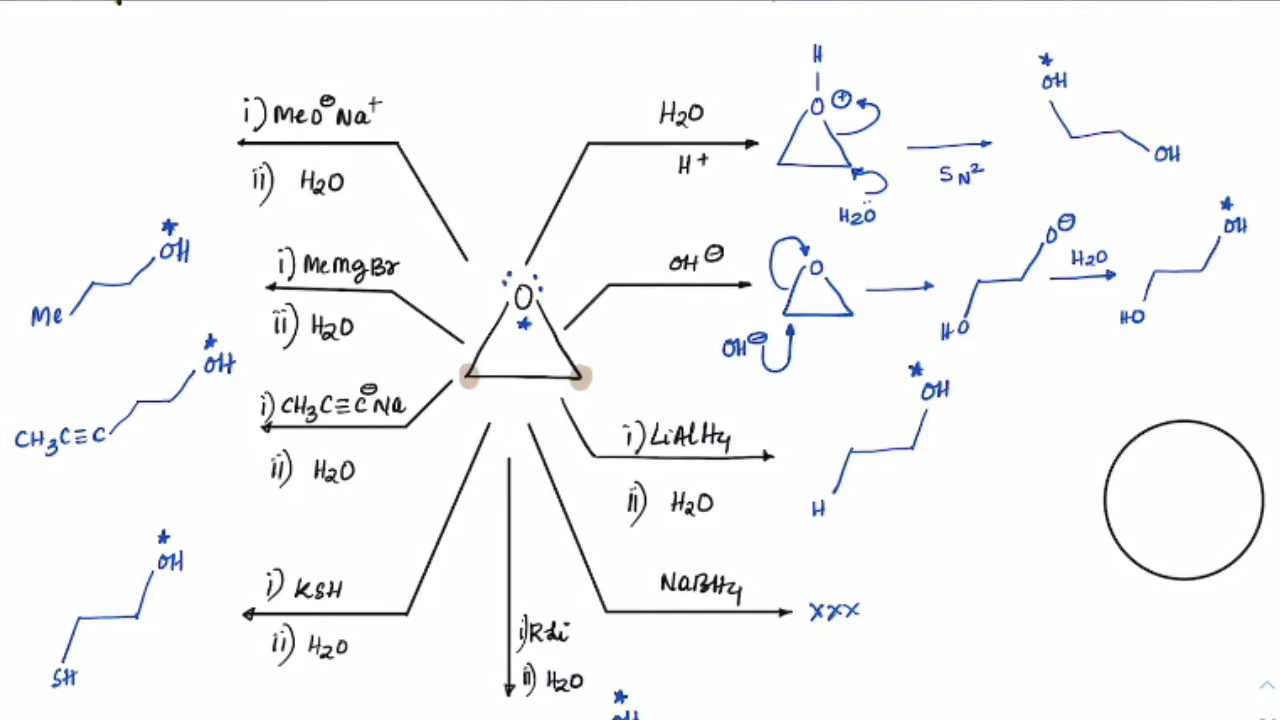 i) MeO⊖Na+
ii) H2O
H2O
H+
H
O ⊕
H2Ö
SN2
*
OH
OH
i) MeMgBr
ii) H2O
*
OH
Me
O
*
OH⊖
O
OH⊖
O⊖
HO
H2O
*
OH
HO
i) CH3C≡C⊖Na
ii) H2O
*
OH
CH3C≡C
i) LiAlH4
ii) H2O
*
OH
H
i) KSH
ii) H2O
*
OH
SH
i) RLi
ii) H2O
*
OH
NaBH4
xxx